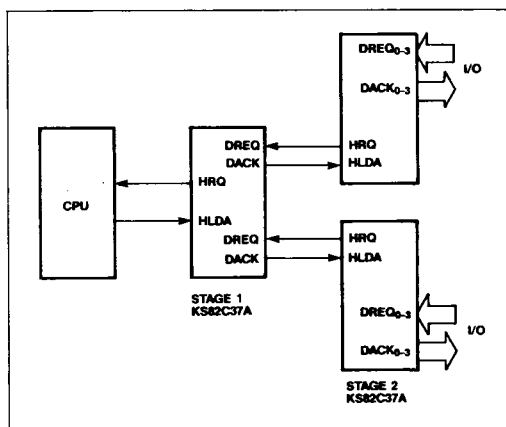 DREQ0-3
I/O
DACK0-3
DREQ
HRQ
DACK
HLDA
HRQ
CPU
HLDA
DREQ
HRQ
DACK
HLDA
STAGE 1
KS82C37A
DREQ0-3
I/O
DACK0-3
STAGE 2
KS82C37A